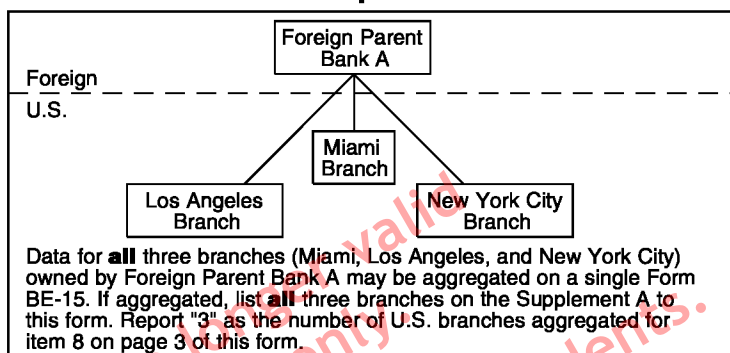 Foreign Parent
Bank A
Foreign
U.S.
Miami
Branch
Los Angeles
Branch
New York City
Branch
Data for all three branches (Miami, Los Angeles, and New York City)
owned by Foreign Parent Bank A may be aggregated on a single Form
BE-15. If aggregated, list all three branches on the Supplement A to
this form. Report "3" as the number of U.S. branches aggregated for
item 8 on page 3 of this form.
longer valid
only.